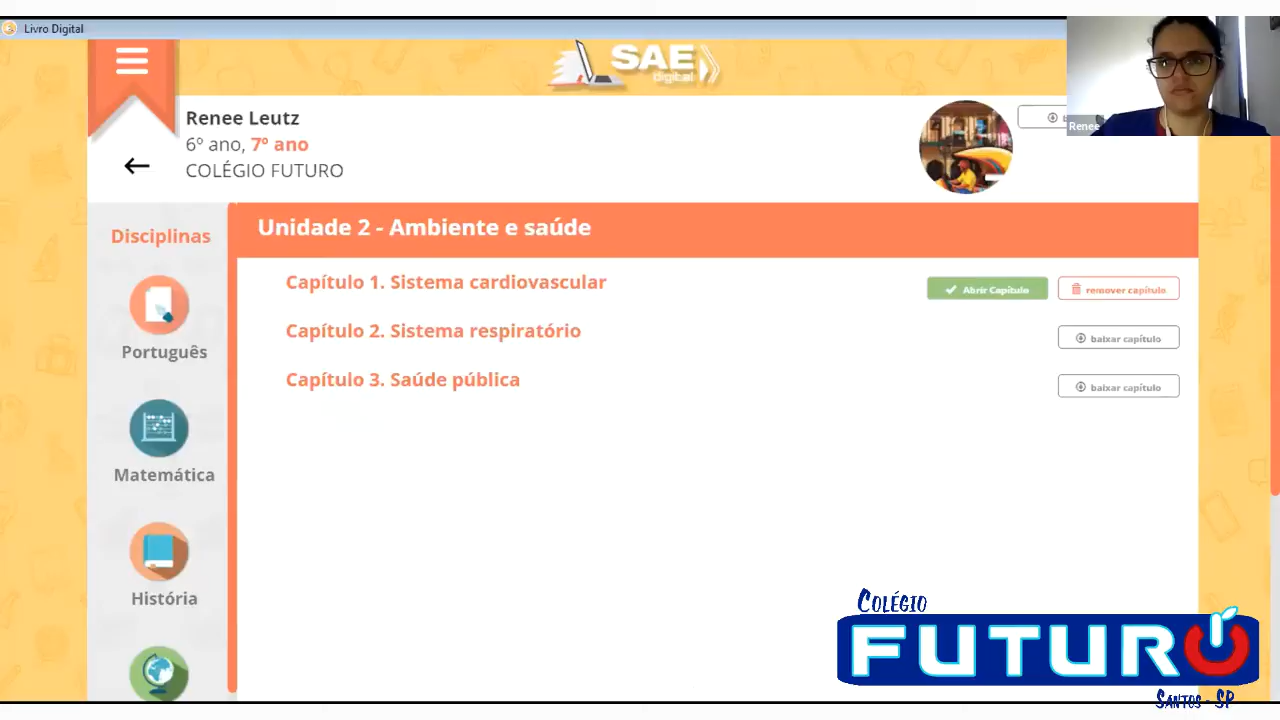 Livro Digital
SAE
digital
Renee Leutz
6º ano, 7º ano
COLÉGIO FUTURO
Renee
Disciplinas
Português
Matemática
História
Unidade 2 - Ambiente e saúde
Capítulo 1. Sistema cardiovascular
Abrir Capítulo
remover capítulo
Capítulo 2. Sistema respiratório
baixar capítulo
Capítulo 3. Saúde pública
baixar capítulo
COLÉGIO
FUTURO
SANTOS - SP